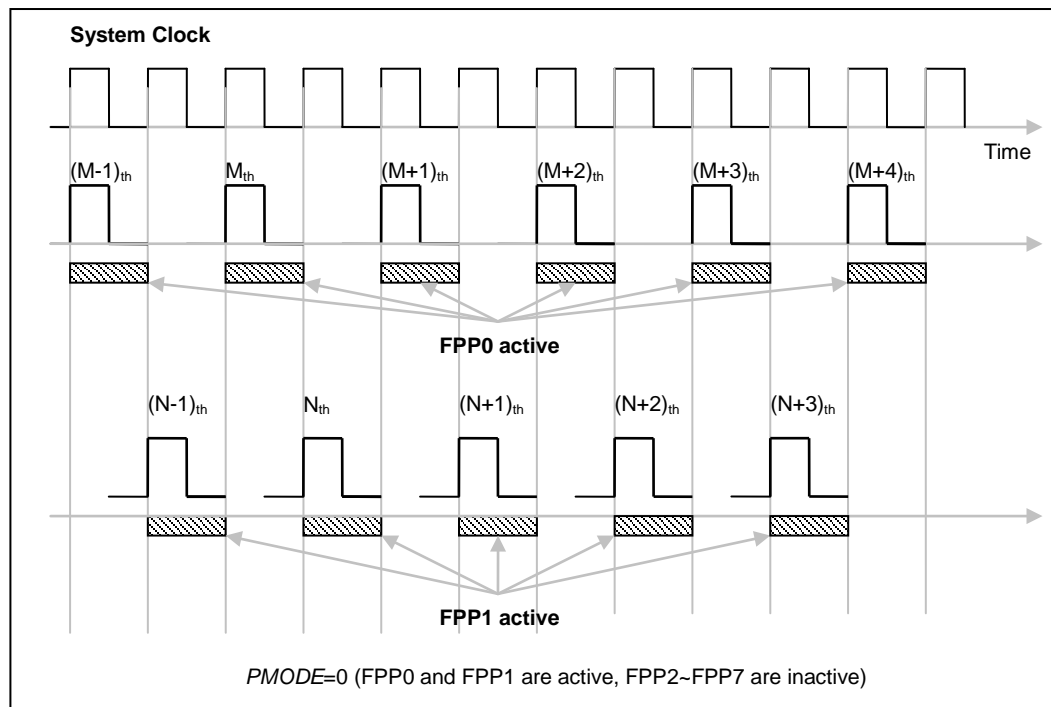 System Clock
Time
(M-1)th Mth (M+1)th (M+2)th (M+3)th (M+4)th
FPP0 active
(N-1)th Nth (N+1)th (N+2)th (N+3)th
FPP1 active
PMODE=0 (FPP0 and FPP1 are active, FPP2~FPP7 are inactive)